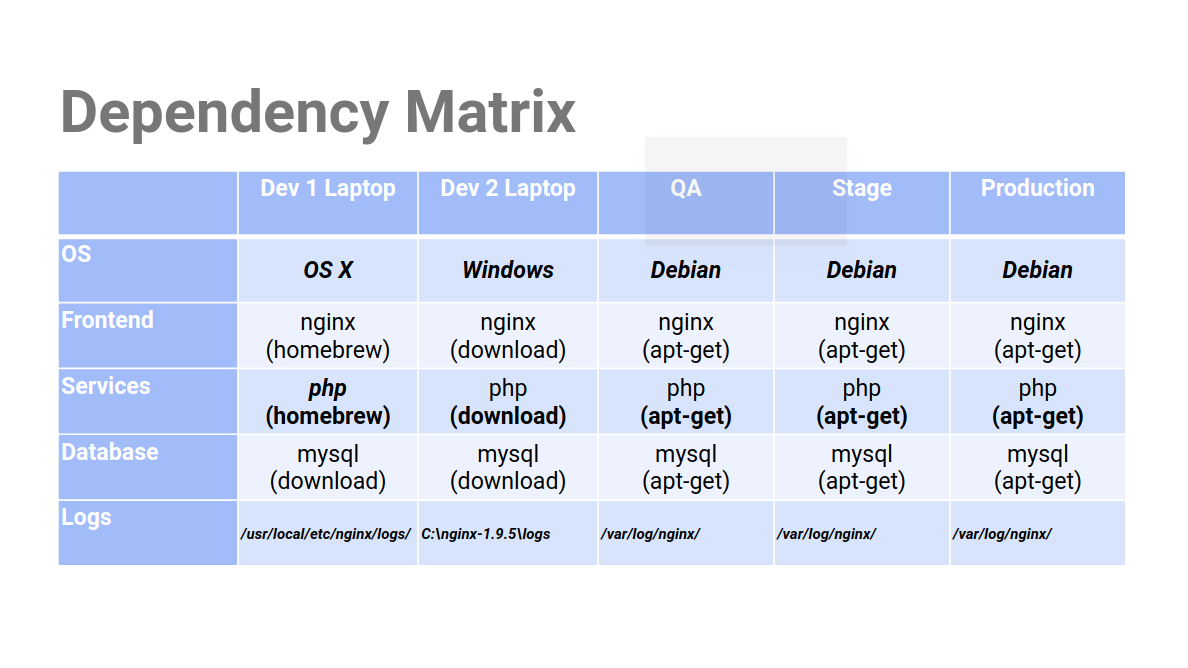 Dependency Matrix
Dev 1 Laptop Dev 2 Laptop QA Stage Production
OS OS X Windows Debian Debian Debian
Frontend nginx nginx nginx nginx nginx
(homebrew) (download) (apt-get) (apt-get) (apt-get)
Services php php php php php
(homebrew) (download) (apt-get) (apt-get) (apt-get)
Database mysql mysql mysql mysql mysql
(download) (download) (apt-get) (apt-get) (apt-get)
Logs /usr/local/etc/nginx/logs/ C:\nginx-1.9.5\logs /var/log/nginx/ /var/log/nginx/ /var/log/nginx/